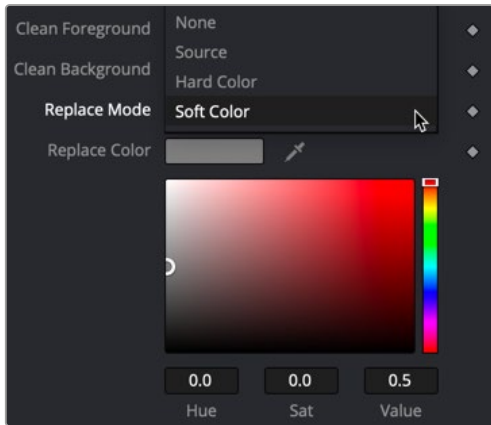 Clean Foreground
None
Source
Clean Background
Hard Color
Replace Mode
Soft Color
Replace Color
0.0 0.0 0.5
Hue Sat Value